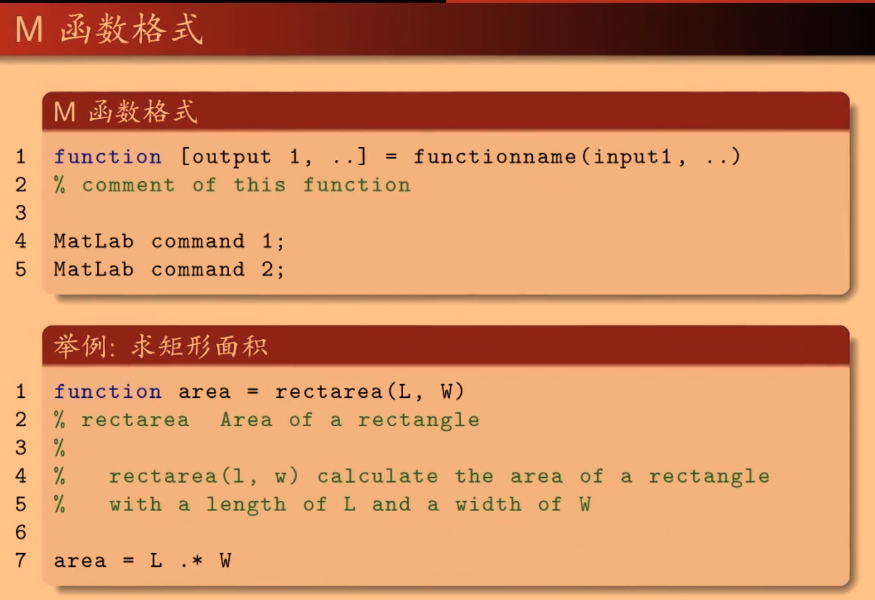 M 函数格式
M 函数格式
1 function [output 1, ..] = functionname(input1, ..)
2 % comment of this function
3
4 MatLab command 1;
5 MatLab command 2;
举例: 求矩形面积
1 function area = rectarea(L, W)
2 % rectarea  Area of a rectangle
3 %
4 %   rectarea(l, w) calculate the area of a rectangle
5 %   with a length of L and a width of W
6
7 area = L .* W